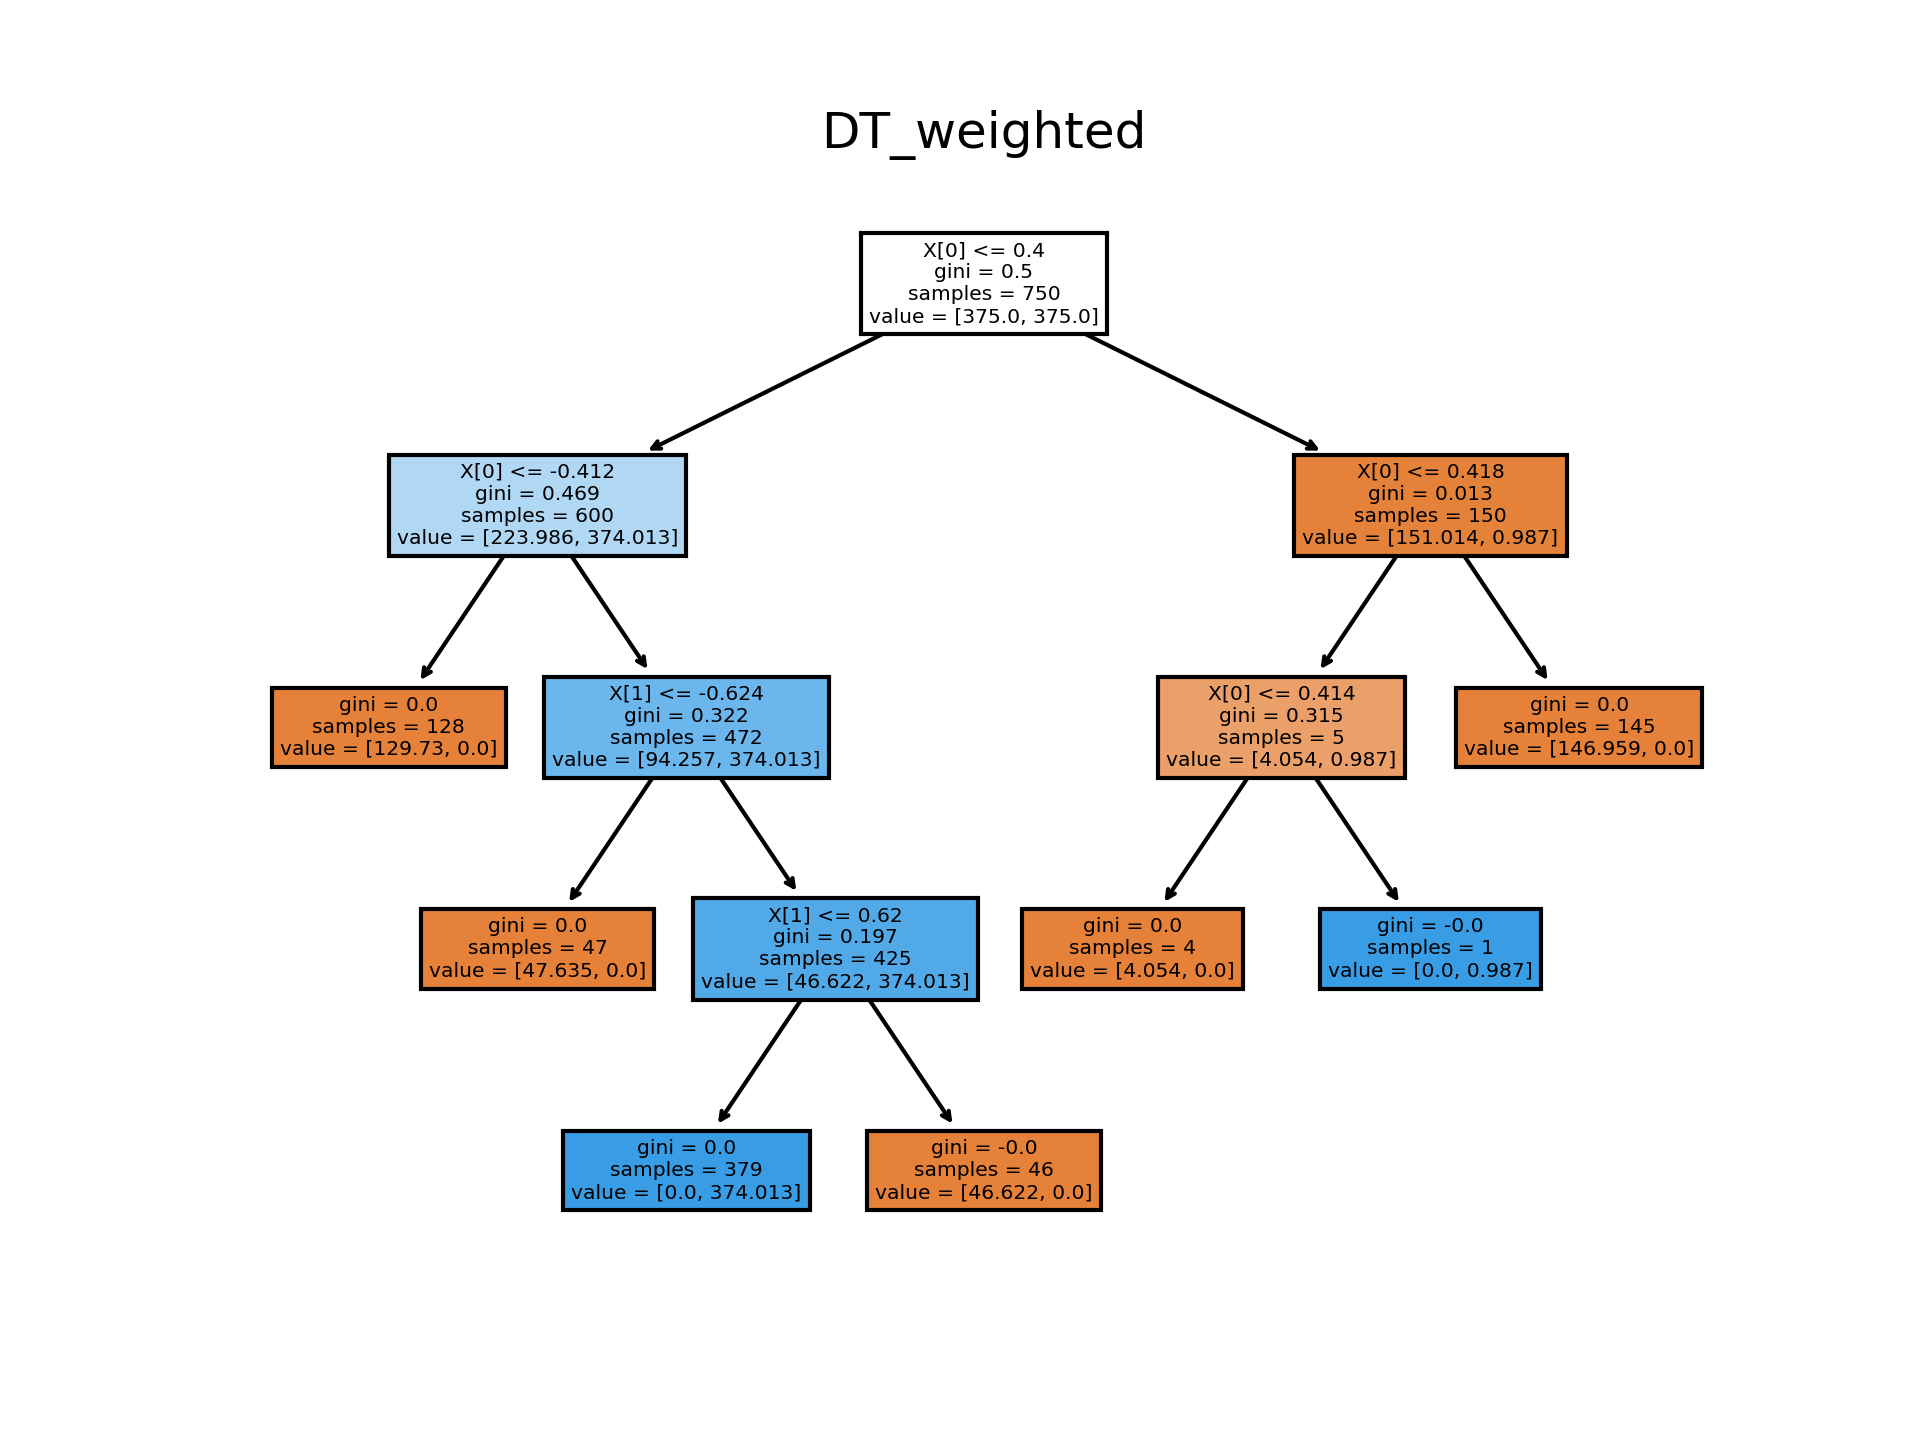 DT_weighted
X[0] <= 0.4
gini = 0.5
samples = 750
value = [375.0, 375.0]
X[0] <= -0.412
gini = 0.469
samples = 600
value = [223.986, 374.013]
X[0] <= 0.418
gini = 0.013
samples = 150
value = [151.014, 0.987]
gini = 0.0
samples = 128
value = [129.73, 0.0]
X[1] <= -0.624
gini = 0.322
samples = 472
value = [94.257, 374.013]
X[0] <= 0.414
gini = 0.315
samples = 5
value = [4.054, 0.987]
gini = 0.0
samples = 145
value = [146.959, 0.0]
gini = 0.0
samples = 47
value = [47.635, 0.0]
X[1] <= 0.62
gini = 0.197
samples = 425
value = [46.622, 374.013]
gini = 0.0
samples = 4
value = [4.054, 0.0]
gini = -0.0
samples = 1
value = [0.0, 0.987]
gini = 0.0
samples = 379
value = [0.0, 374.013]
gini = -0.0
samples = 46
value = [46.622, 0.0]